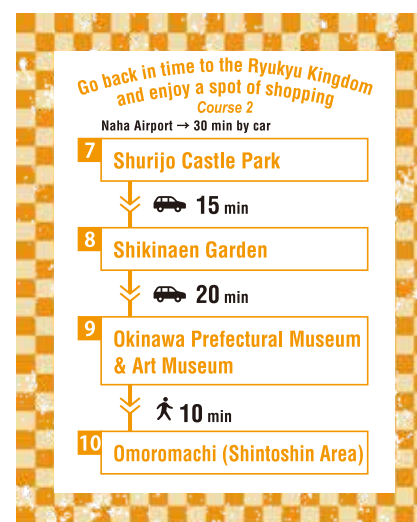 Go back in time to the Ryukyu Kingdom
and enjoy a spot of shopping
Course 2
Naha Airport → 30 min by car
7
Shurijo Castle Park
15 min
8
Shikinaen Garden
20 min
9
Okinawa Prefectural Museum
& Art Museum
10 min
10
Omoromachi (Shintoshin Area)